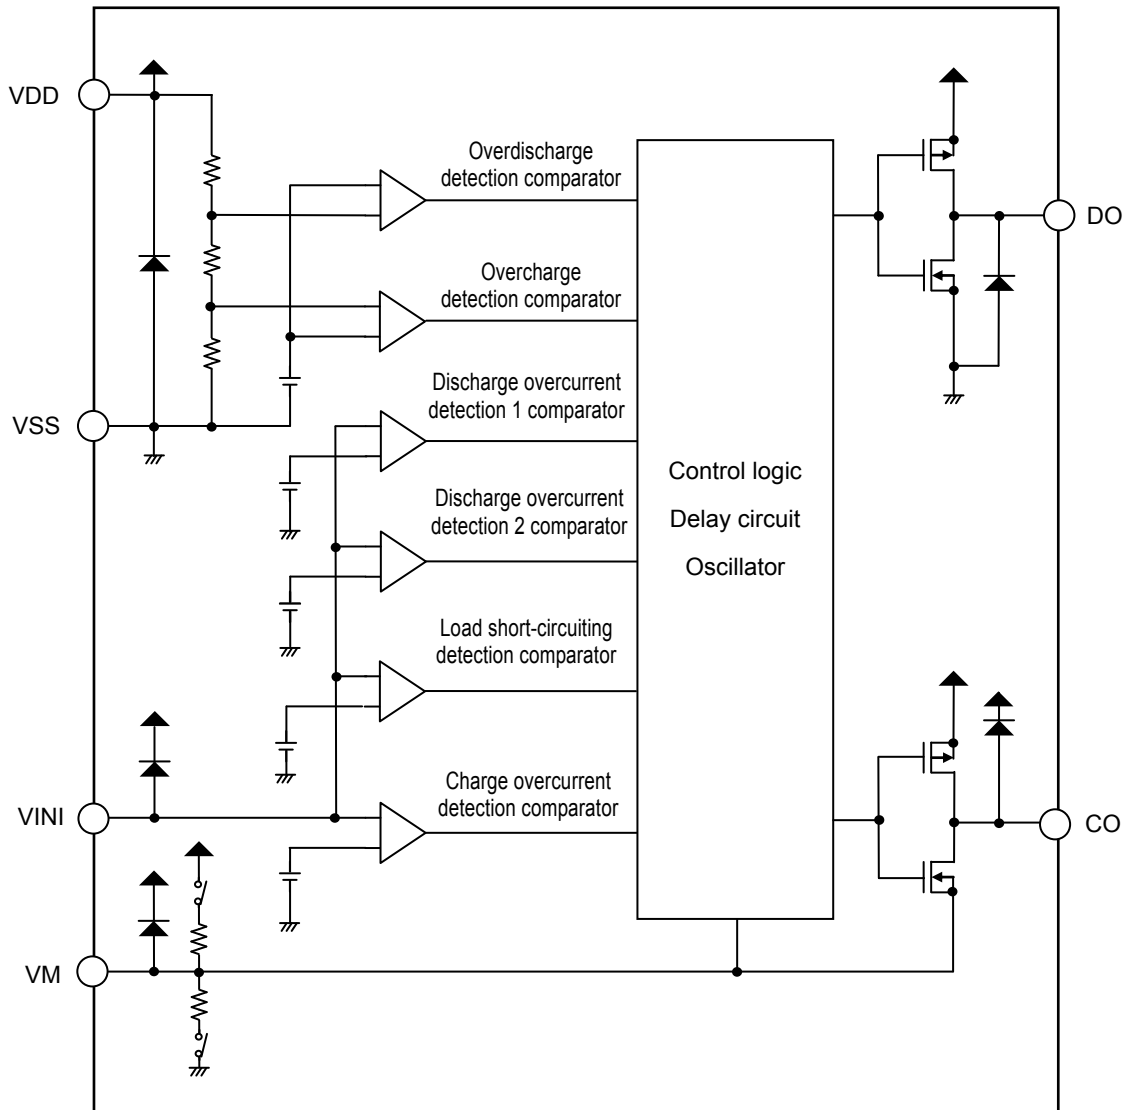 VDD
Overdischarge
detection comparator
DO
Overcharge
detection comparator
Discharge overcurrent
detection 1 comparator
VSS
Control logic
Delay circuit
Oscillator
Discharge overcurrent
detection 2 comparator
Load short-circuiting
detection comparator
Charge overcurrent
detection comparator
VINI
CO
VM